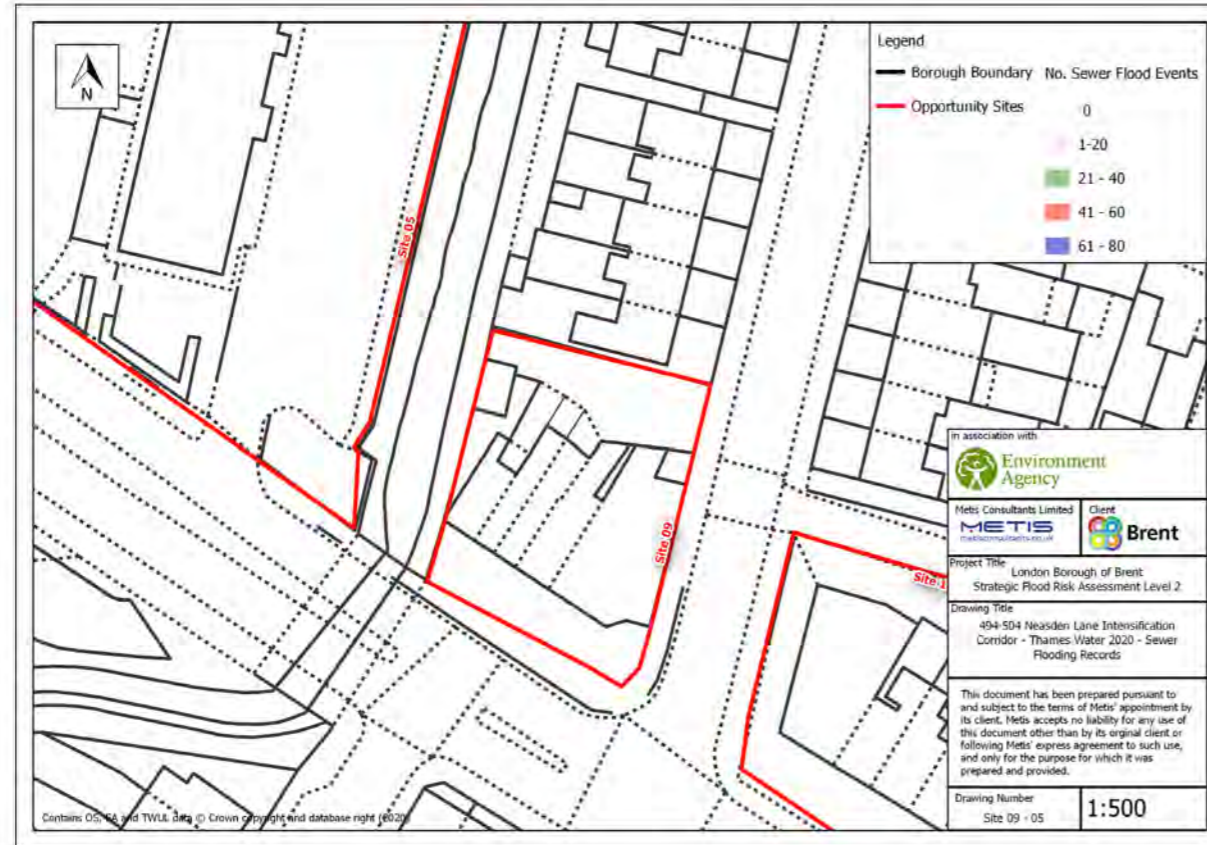 N
Site 05
Site 09
Site 1
Legend
Borough Boundary
Opportunity Sites
No. Sewer Flood Events
0
1-20
21 - 40
41 - 60
61 - 80
in association with
Environment
Agency
Metis Consultants Limited
METIS
metisconsultants.co.uk
Client
Brent
Project Title
London Borough of Brent
Strategic Flood Risk Assessment Level 2
Drawing Title
494-504 Neasden Lane Intensification
Corridor - Thames Water 2020 - Sewer
Flooding Records
This document has been prepared pursuant to
and subject to the terms of Metis' appointment by
its client. Metis accepts no liability for any use of
this document other than by its orginal client or
following Metis' express agreement to such use,
and only for the purpose for which it was
prepared and provided.
Drawing Number
Site 09 - 05
1:500
Contains OS, EA and TWUL data © Crown copyright and database right (2020)